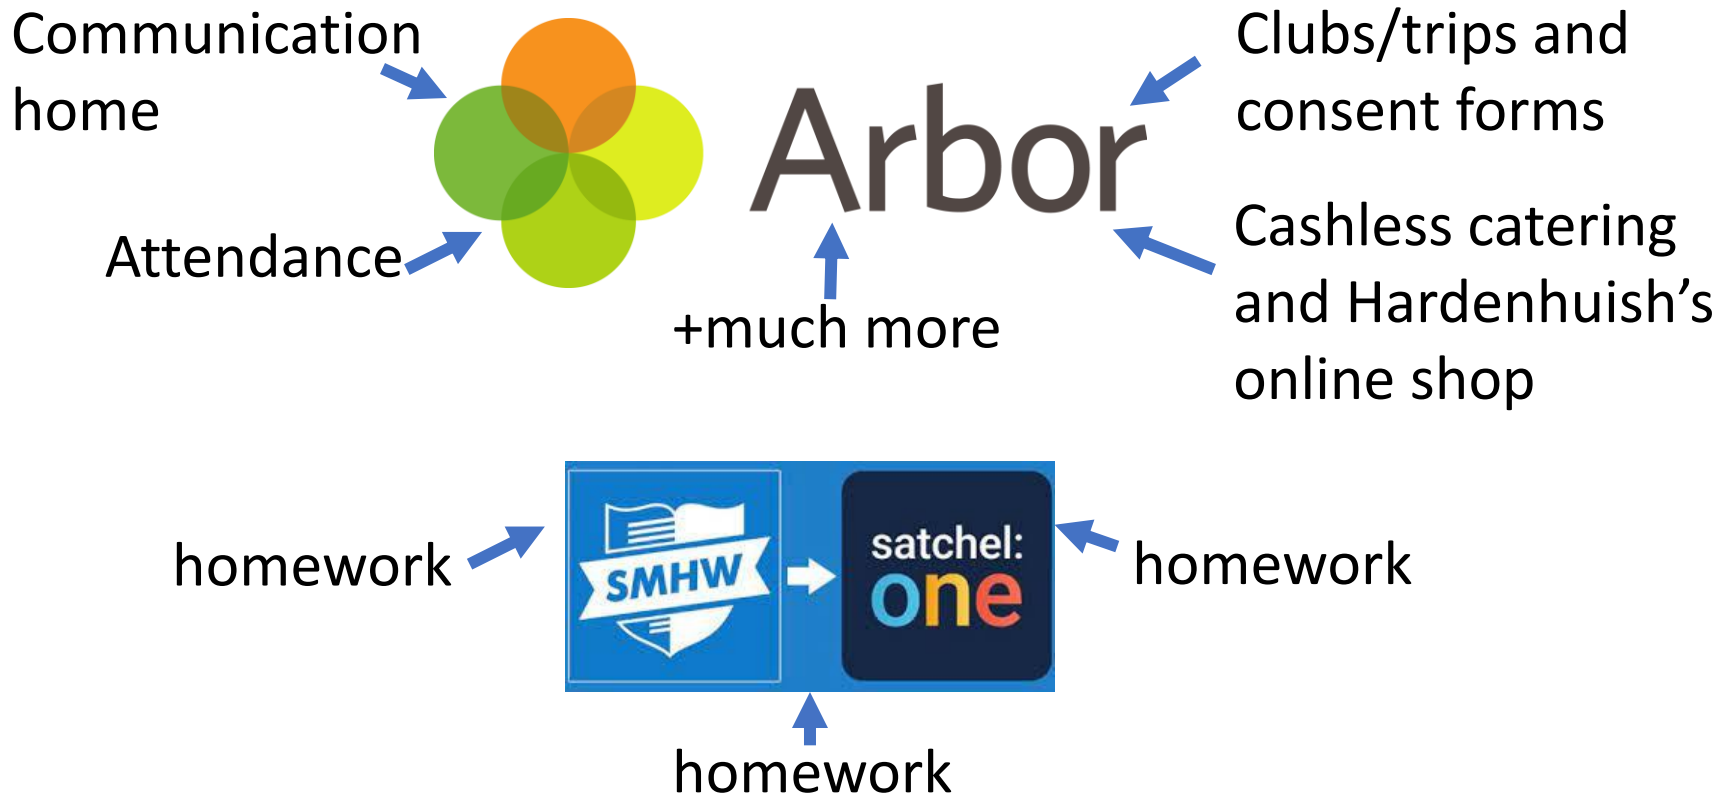 Communication
home
Arbor
Clubs/trips and
consent forms
Attendance
Cashless catering
and Hardenhuish’s
online shop
+much more
SMHW
satchel:
one
homework
homework
homework